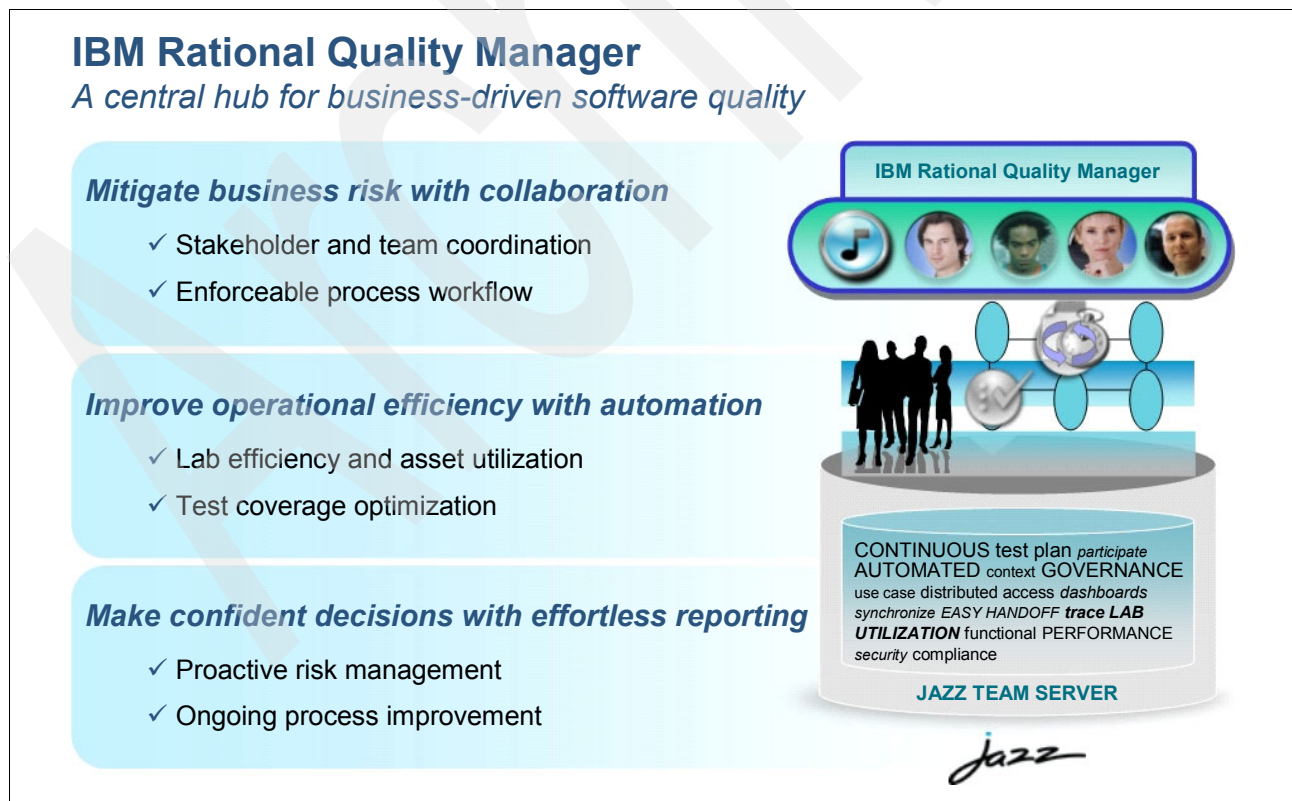 IBM Rational Quality Manager
A central hub for business-driven software quality
Mitigate business risk with collaboration
✓ Stakeholder and team coordination
✓ Enforceable process workflow
Improve operational efficiency with automation
✓ Lab efficiency and asset utilization
✓ Test coverage optimization
Make confident decisions with effortless reporting
✓ Proactive risk management
✓ Ongoing process improvement
IBM Rational Quality Manager
CONTINUOUS test plan participate
AUTOMATED context GOVERNANCE
use case distributed access dashboards
synchronize EASY HANDOFF trace LAB
UTILIZATION functional PERFORMANCE
security compliance
JAZZ TEAM SERVER
jazz